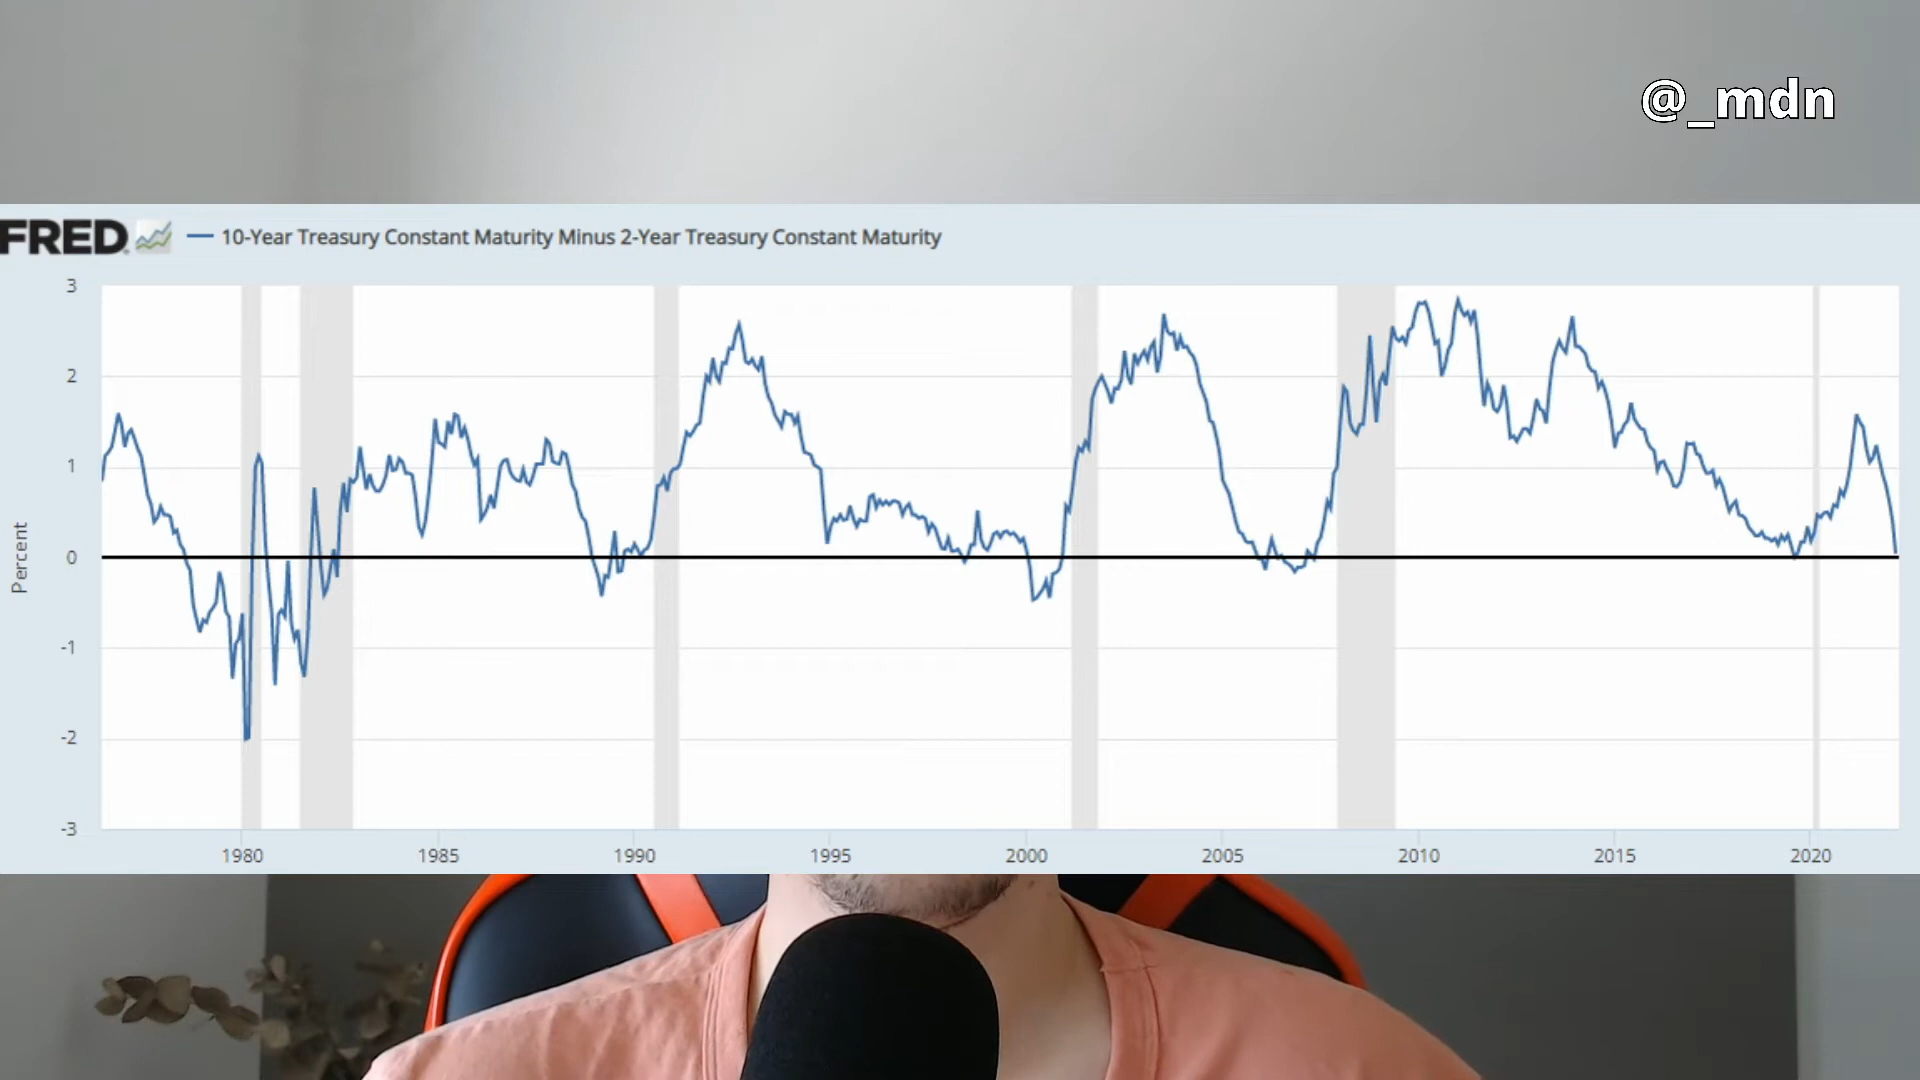 @_mdn
FRED 10-Year Treasury Constant Maturity Minus 2-Year Treasury Constant Maturity
3
2
1
0
-1
-2
-3
Percent
1980 1985 1990 1995 2000 2005 2010 2015 2020